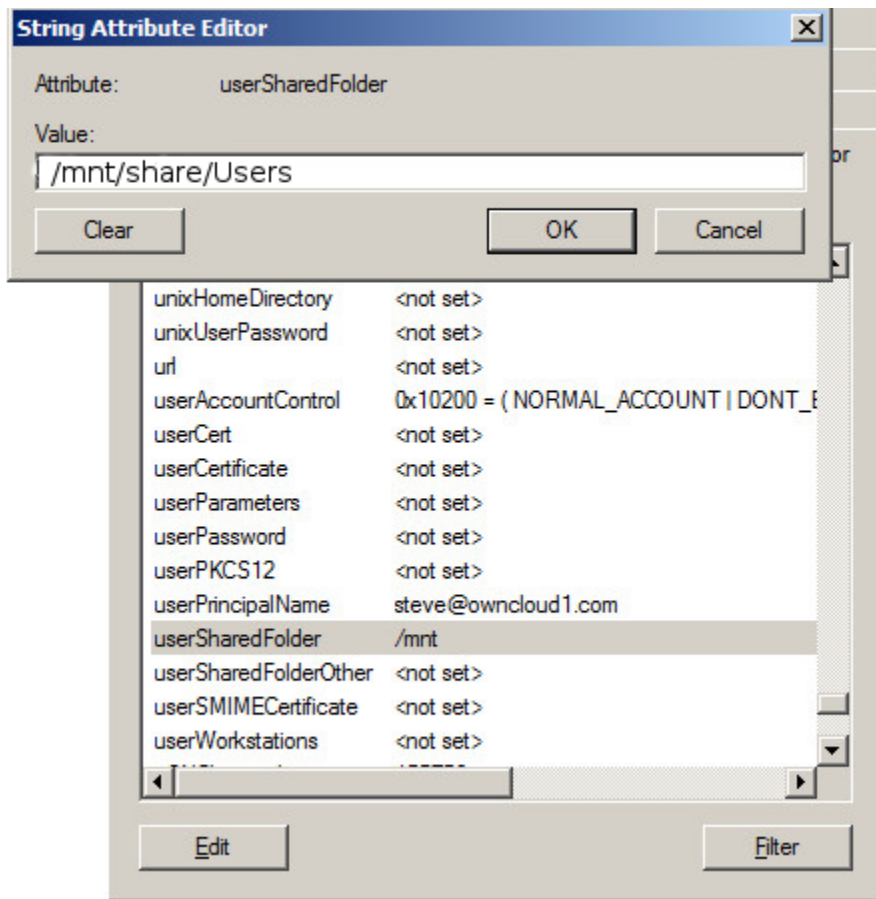 String Attribute Editor
Attribute: userSharedFolder
Value:
/mnt/share/Users
or
Clear OK Cancel
unixHomeDirectory <not set>
unixUserPassword <not set>
url <not set>
userAccountControl 0x10200 = ( NORMAL_ACCOUNT | DONT_E
userCert <not set>
userCertificate <not set>
userParameters <not set>
userPassword <not set>
userPKCS12 <not set>
userPrincipalName steve@owncloud1.com
userSharedFolder /mnt
userSharedFolderOther <not set>
userSMIMECertificate <not set>
userWorkstations <not set>
Edit Filter